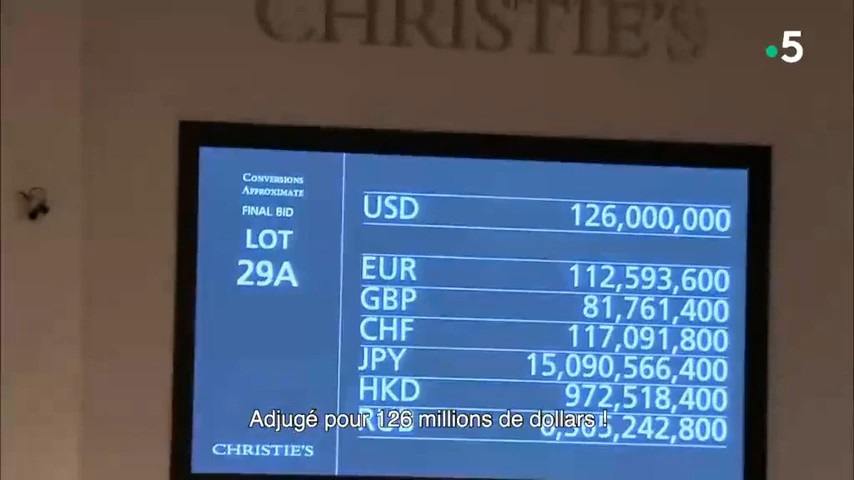 CHRISTIE'S
5
CONVERSIONS
APPROXIMATE
FINAL BID
LOT
29A
USD 126,000,000
EUR 112,593,600
GBP 81,761,400
CHF 117,091,800
JPY 15,090,566,400
HKD 972,518,400
Adjugé pour 126 millions de dollars !
CHRISTIE'S